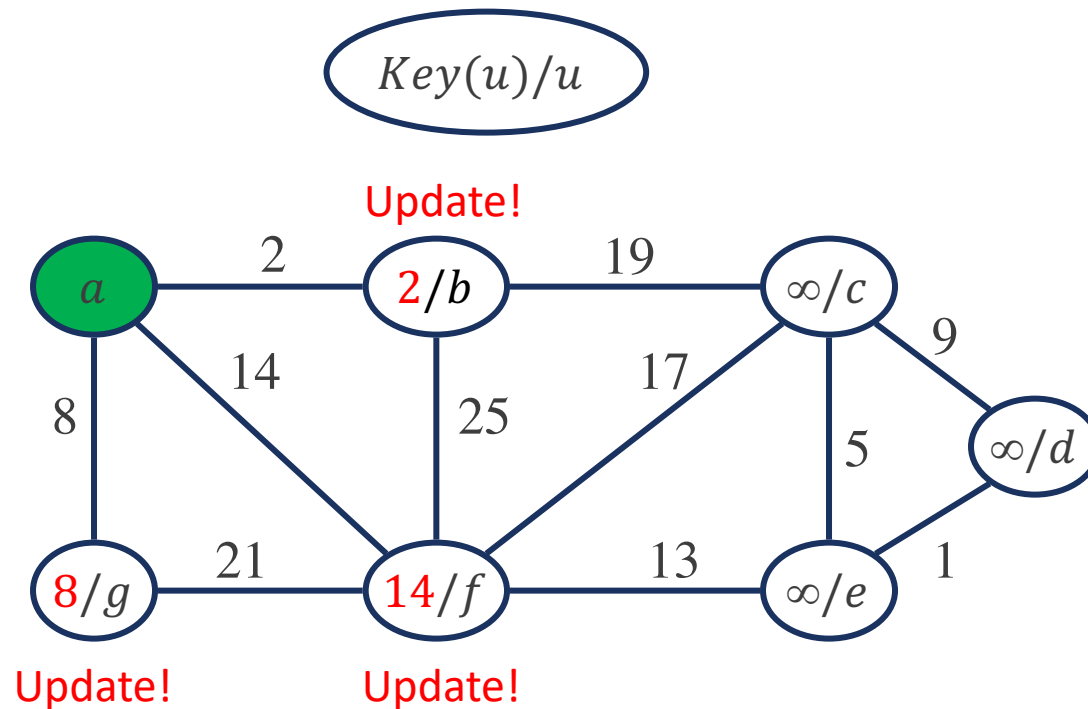 Key(u)/u
Update!
2
19
a
2/b
∞/c
9
14
17
8
25
5
∞/d
21
13
1
8/g
14/f
∞/e
Update!
Update!